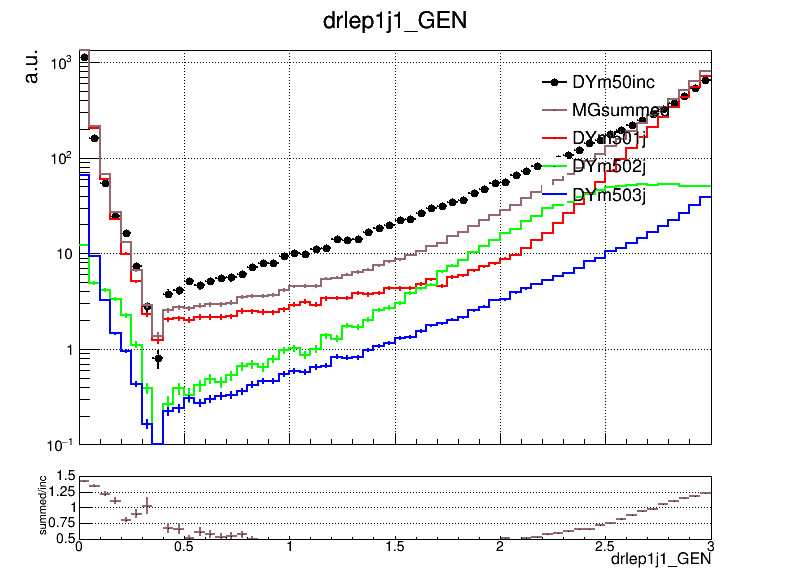 drlep1j1_GEN
a.u.
10³
10²
10
1
10⁻¹
DYm50inc
MGsummed
DYm501j
DYm502j
DYm503j
summed/inc
1.5
1.25
1
0.75
0.5
0 0.5 1 1.5 2 2.5 3
drlep1j1_GEN